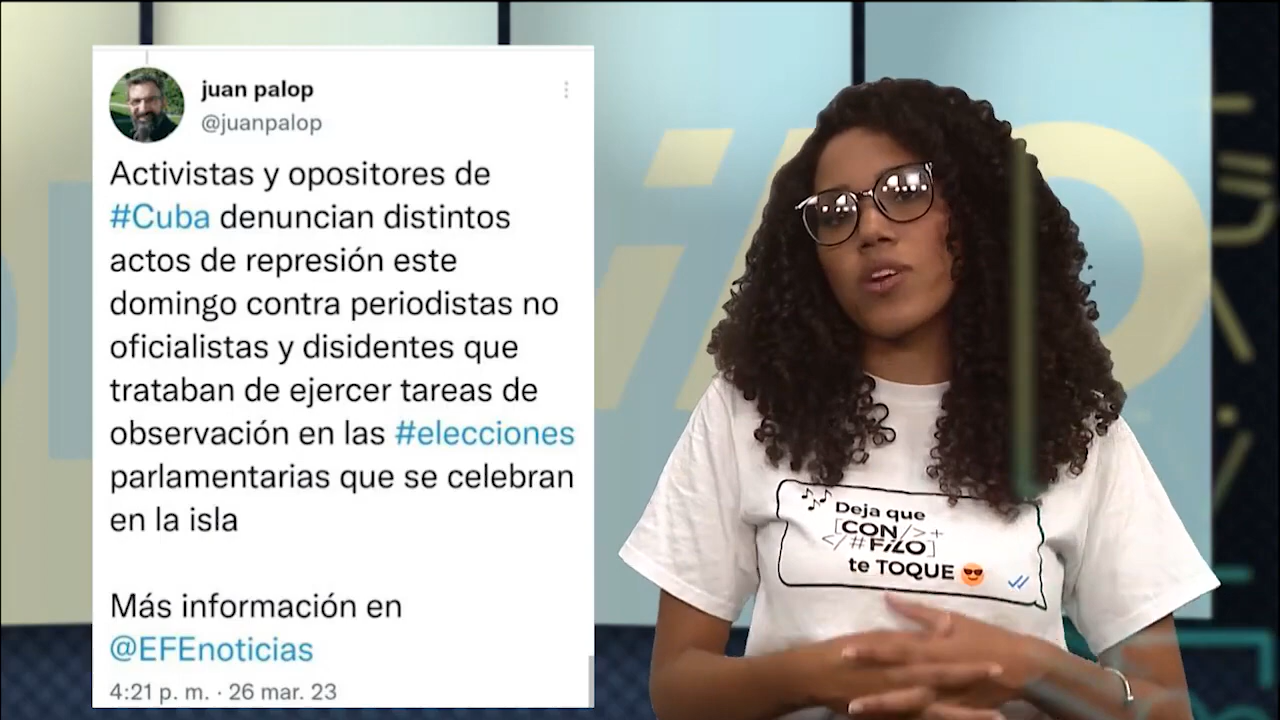 juan palop
@juanpalop
Activistas y opositores de
#Cuba denuncian distintos
actos de represión este
domingo contra periodistas no
oficialistas y disidentes que
trataban de ejercer tareas de
observación en las #elecciones
parlamentarias que se celebran
en la isla
Más información en
@EFEnoticias
4:21 p. m. · 26 mar. 23
Deja que
[CON/>+
</#FiLO]
te TOQUE 😎